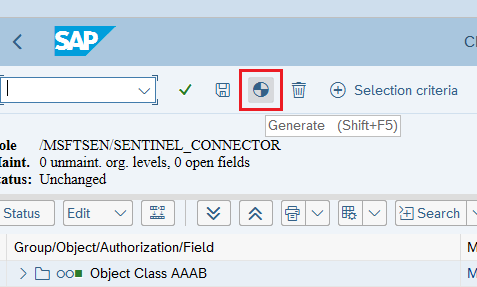 SAP
Cl
Selection criteria
Generate (Shift+F5)
ole /MSFTSEN/SENTINEL_CONNECTOR
Maint. 0 unmaint. org. levels, 0 open fields
Status: Unchanged
Status Edit Search
Group/Object/Authorization/Field M
Object Class AAAB M